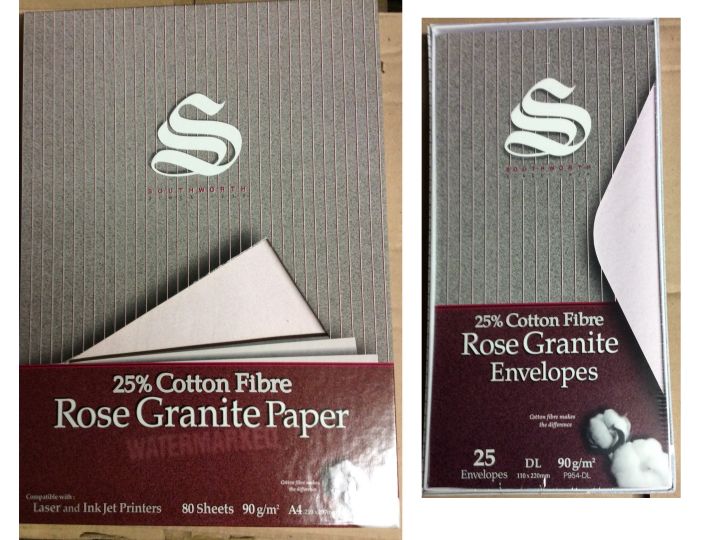 S
SOUTHWORTH
25% Cotton Fibre
Rose Granite Paper
WATERMARKED
Cotton fibre makes
the difference
Compatible with:
Laser and Ink Jet Printers 80 Sheets 90 g/m² A4
S
SOUTHWORTH
25% Cotton Fibre
Rose Granite
Envelopes
Cotton fibre makes
the difference
25 DL 90 g/m²
Envelopes 110 x 220mm P954-DL